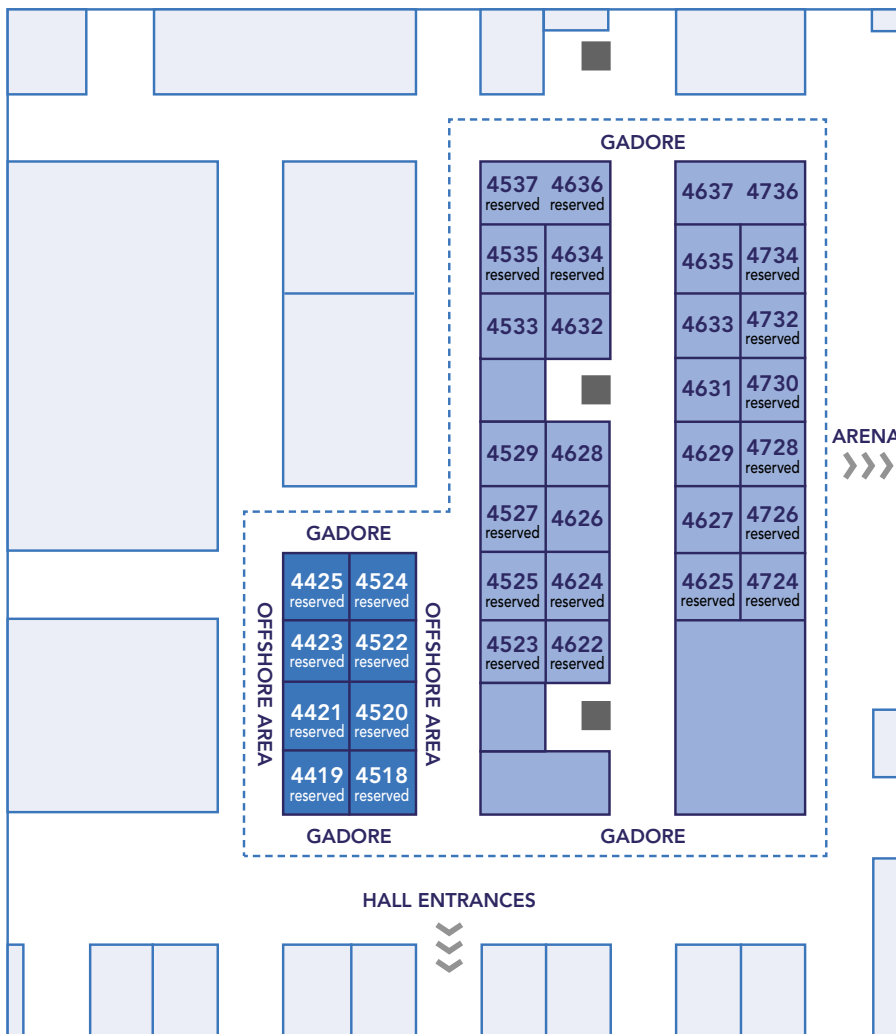 GADORE
4537 4636
reserved reserved
4637 4736
4535 4634
reserved reserved
4635 4734
reserved
4533 4632
4633 4732
reserved
4631 4730
reserved
ARENA
4529 4628
4629 4728
reserved
4527 4626
reserved
4627 4726
reserved
GADORE
4425 4524
reserved reserved
4525 4624
reserved reserved
4625 4724
reserved reserved
OFFSHORE AREA
OFFSHORE AREA
4423 4522
reserved reserved
4523 4622
reserved reserved
4421 4520
reserved reserved
4419 4518
reserved reserved
GADORE
GADORE
HALL ENTRANCES